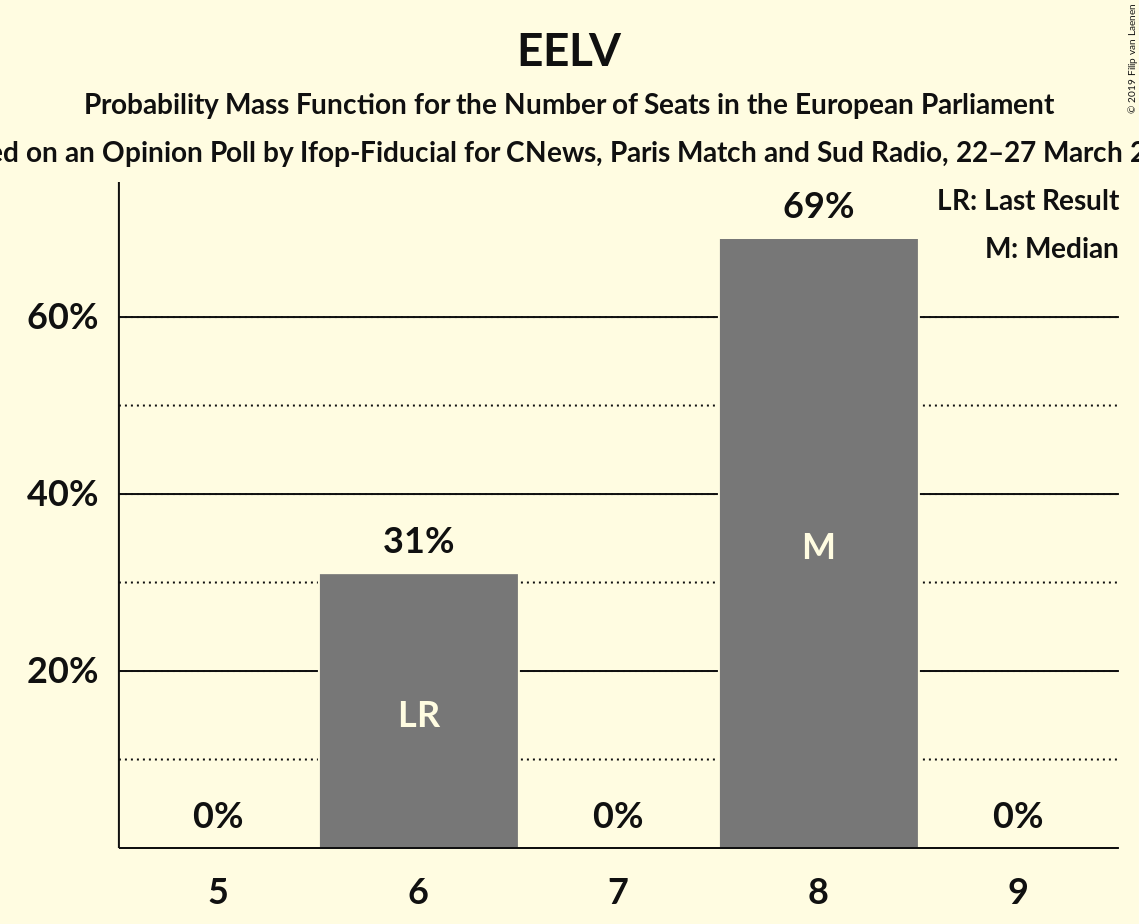 EELV
Probability Mass Function for the Number of Seats in the European Parliament
on an Opinion Poll by Ifop-Fiducial for CNews, Paris Match and Sud Radio, 22–27 March
© 2019 Filip van Laenen
LR: Last Result
M: Median
69%
60%
40%
31%
M
20%
LR
0%
0%
0%
5
6
7
8
9